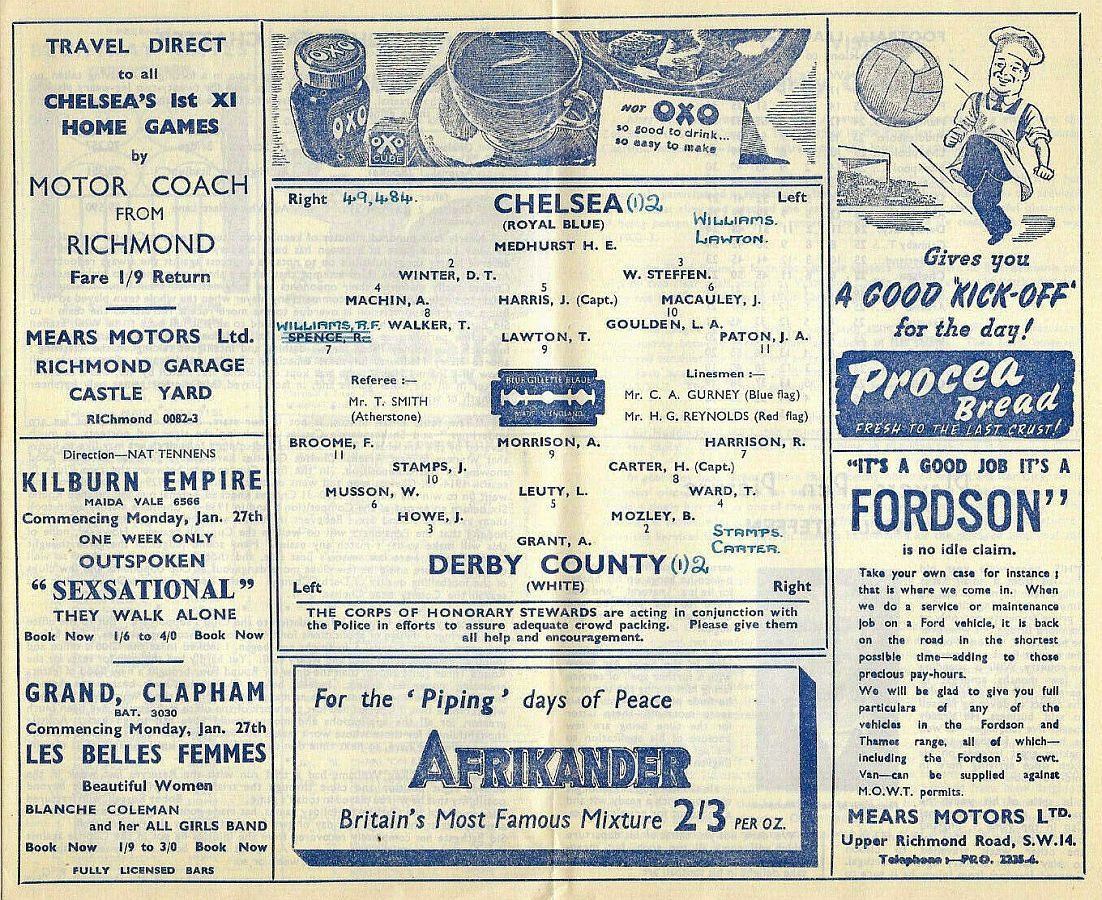 TRAVEL DIRECT
to all
CHELSEA'S Ist XI
HOME GAMES
by
MOTOR COACH
FROM
RICHMOND
Fare 1/9 Return
MEARS MOTORS Ltd.
RICHMOND GARAGE
CASTLE YARD
RIChmond 0082-3
Direction—NAT TENNENS
KILBURN EMPIRE
MAIDA VALE 6566
Commencing Monday, Jan. 27th
ONE WEEK ONLY
OUTSPOKEN
"SEXSATIONAL"
THEY WALK ALONE
Book Now 1/6 to 4/0 Book Now
GRAND, CLAPHAM
BAT. 3030
Commencing Monday, Jan. 27th
LES BELLES FEMMES
Beautiful Women
BLANCHE COLEMAN
and her ALL GIRLS BAND
Book Now 1/9 to 3/0 Book Now
FULLY LICENSED BARS
OXO
OXO
OXO
CUBE
HOT OXO
so good to drink...
so easy to make
Right 49,484. CHELSEA (1)2 Left
(ROYAL BLUE) WILLIAMS.
MEDHURST H. E. LAWTON.
2 3
WINTER, D. T. W. STEFFEN.
4 5 6
MACHIN, A. HARRIS, J. (Capt.) MACAULEY, J.
8 10
WILLIAMS, R.F. WALKER, T. GOULDEN, L. A.
SPENCE, R. LAWTON, T. PATON, J. A.
7 9 11
Referee :— BLUE GILLETTE BLADE Linesmen :—
Mr. T. SMITH Mr. C. A. GURNEY (Blue flag)
(Atherstone) MADE IN ENGLAND Mr. H. G. REYNOLDS (Red flag)
BROOME, F. MORRISON, A. HARRISON, R.
11 9 7
STAMPS, J. CARTER, H. (Capt.)
10 8
MUSSON, W. LEUTY, L. WARD, T.
6 5 4
HOWE, J. MOZLEY, B.
3 2 STAMPS.
GRANT, A. CARTER.
DERBY COUNTY (1)2
Left (WHITE) Right
THE CORPS OF HONORARY STEWARDS are acting in conjunction with
the Police in efforts to assure adequate crowd packing. Please give them
all help and encouragement.
For the 'Piping' days of Peace
AFRIKANDER
Britain's Most Famous Mixture 2'3 PER OZ.
Gives you
A GOOD 'KICK-OFF'
for the day!
Procea
Bread
FRESH TO THE LAST CRUST!
"IT'S A GOOD JOB IT'S A
FORDSON"
is no idle claim.
Take your own case for instance ;
that is where we come in. When
we do a service or maintenance
job on a Ford vehicle, it is back
on the road in the shortest
possible time—adding to those
precious pay-hours.
We will be glad to give you full
particulars of any of the
vehicles in the Fordson and
Thames range, all of which—
including the Fordson 5 cwt.
Van—can be supplied against
M.O.W.T. permits.
MEARS MOTORS LTD.
Upper Richmond Road, S.W.14.
Telephone :—PRO. 2235-6.